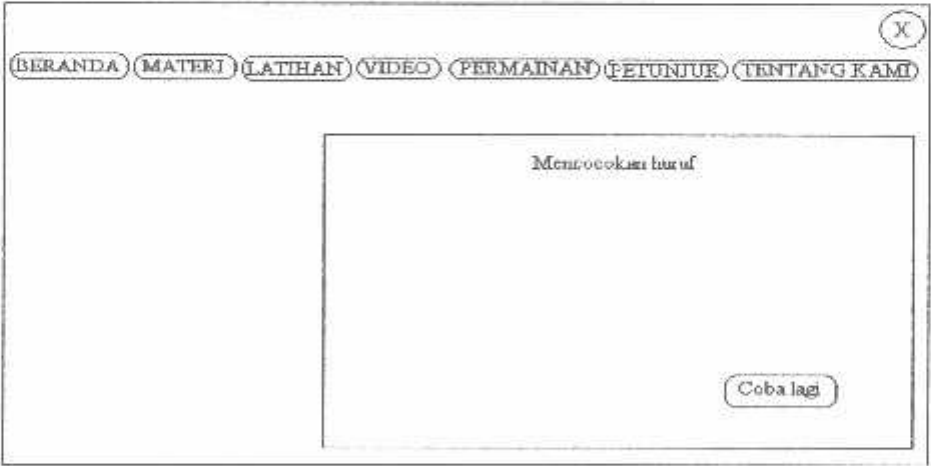 X
BERANDA MATERI LATIHAN VIDEO PERMAINAN PETUNJUK TENTANG KAMI
Mencocokan huruf
Coba lagi